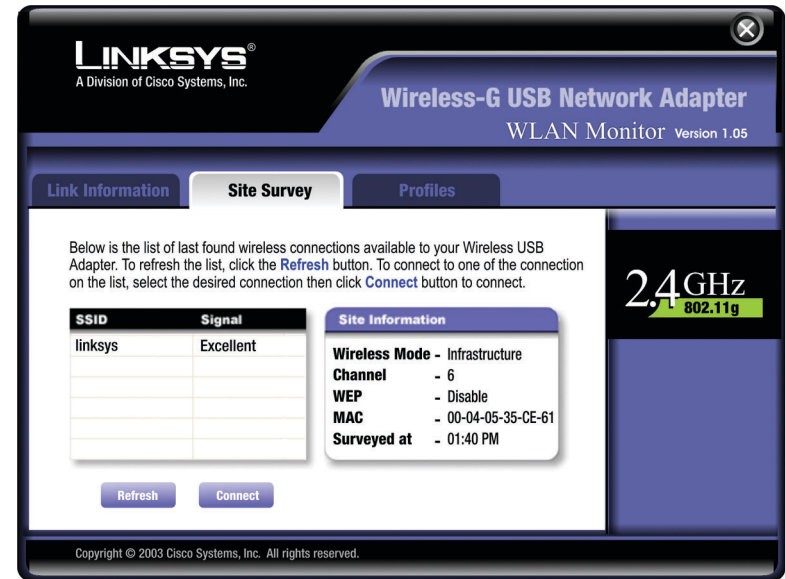 LINKSYS®
A Division of Cisco Systems, Inc.
Wireless-G USB Network Adapter
WLAN Monitor Version 1.05
Link Information
Site Survey
Profiles
Below is the list of last found wireless connections available to your Wireless USB
Adapter. To refresh the list, click the Refresh button. To connect to one of the connection
on the list, select the desired connection then click Connect button to connect.
2.4GHz
802.11g
SSID Signal
linksys Excellent
Site Information
Wireless Mode - Infrastructure
Channel - 6
WEP - Disable
MAC - 00-04-05-35-CE-61
Surveyed at - 01:40 PM
Refresh
Connect
Copyright © 2003 Cisco Systems, Inc. All rights reserved.